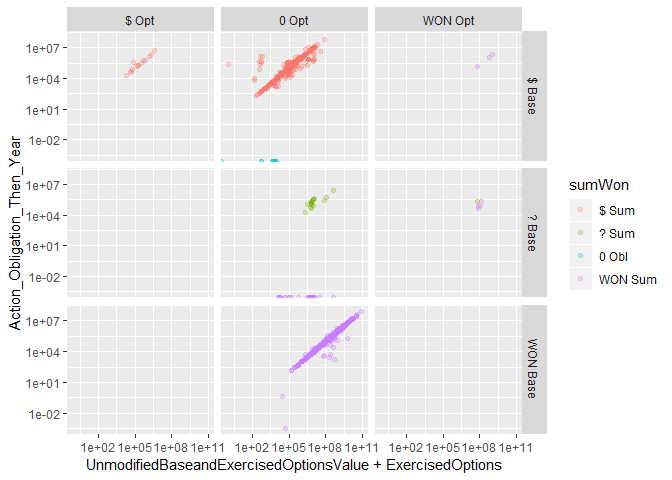 $ Opt 0 Opt WON Opt
1e+07
1e+04
1e+01
1e-02
$ Base
1e+07
1e+04
1e+01
1e-02
? Base
1e+07
1e+04
1e+01
1e-02
WON Base
1e+02 1e+05 1e+08 1e+11 1e+02 1e+05 1e+08 1e+11 1e+02 1e+05 1e+08 1e+11
UnmodifiedBaseandExercisedOptionsValue + ExercisedOptions
Action_Obligation_Then_Year
sumWon
$ Sum
? Sum
0 Obl
WON Sum